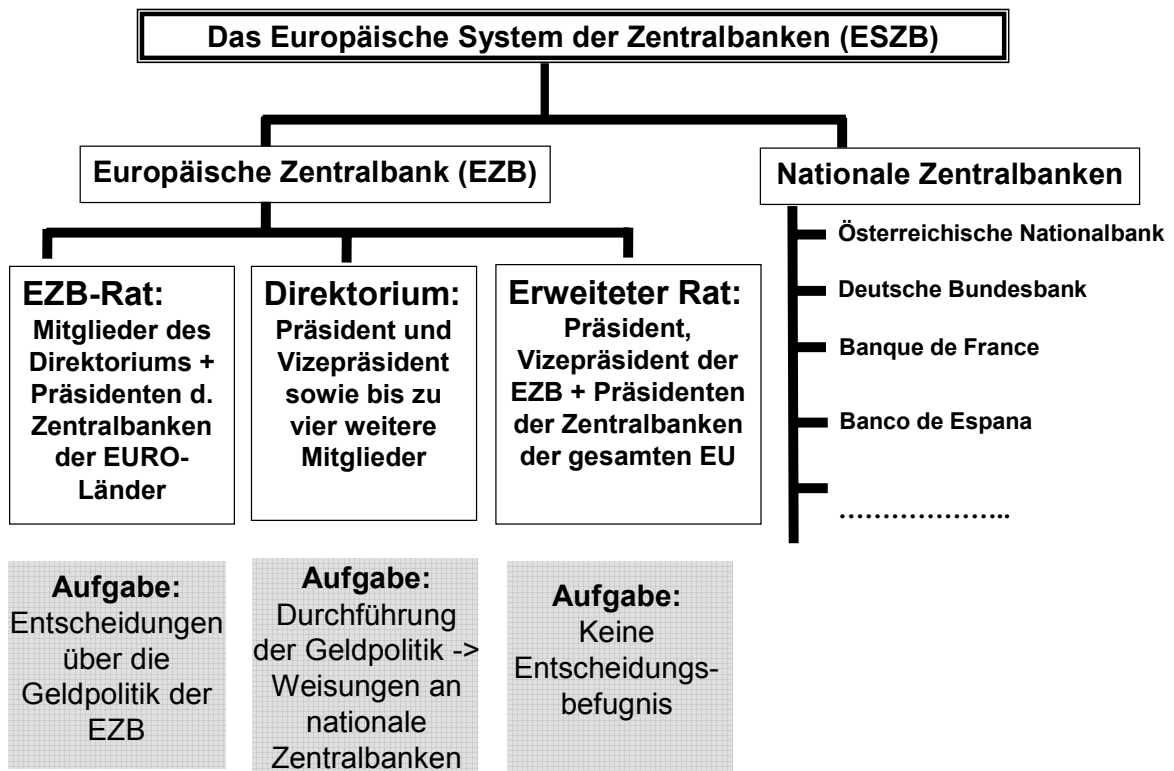 Das Europäische System der Zentralbanken (ESZB)
Europäische Zentralbank (EZB)
Nationale Zentralbanken
Österreichische Nationalbank
Deutsche Bundesbank
Banque de France
Banco de Espana
………………..
EZB-Rat:
Mitglieder des
Direktoriums +
Präsidenten d.
Zentralbanken
der EURO-
Länder
Direktorium:
Präsident und
Vizepräsident
sowie bis zu
vier weitere
Mitglieder
Erweiteter Rat:
Präsident,
Vizepräsident der
EZB + Präsidenten
der Zentralbanken
der gesamten EU
Aufgabe:
Entscheidungen
über die
Geldpolitik der
EZB
Aufgabe:
Durchführung
der Geldpolitik ->
Weisungen an
nationale
Zentralbanken
Aufgabe:
Keine
Entscheidungs-
befugnis